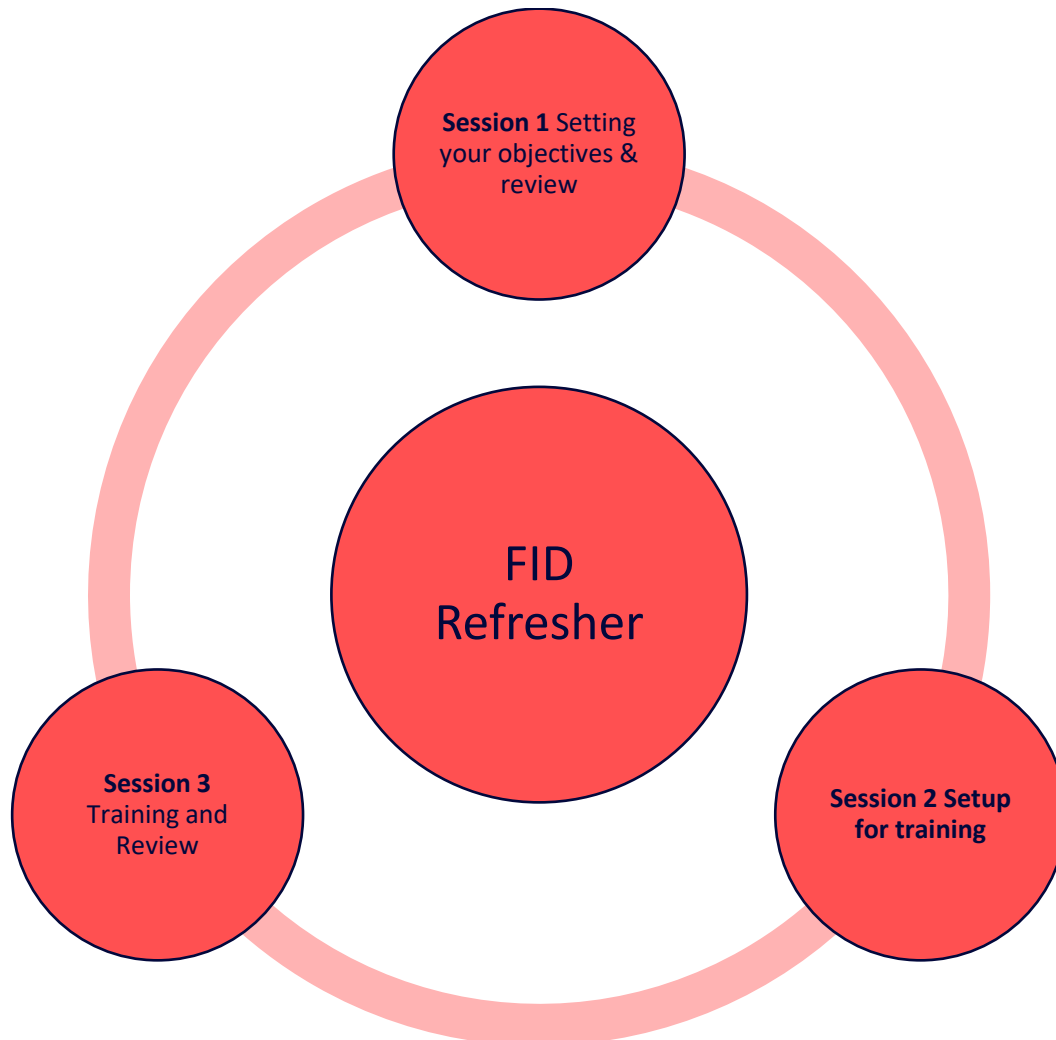 Session 1 Setting
your objectives &
review
FID
Refresher
Session 3
Training and
Review
Session 2 Setup
for training